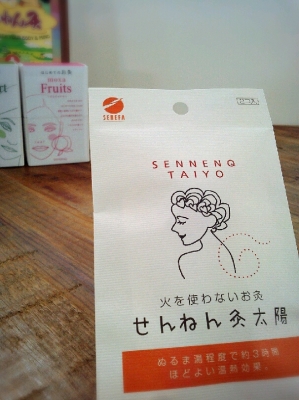 Fruits
SENEFA
SENNENQ
TAIYO
火を使わないお灸
せんねん灸太陽
ぬるま湯程度で約3時間
ほどよい温熱効果。